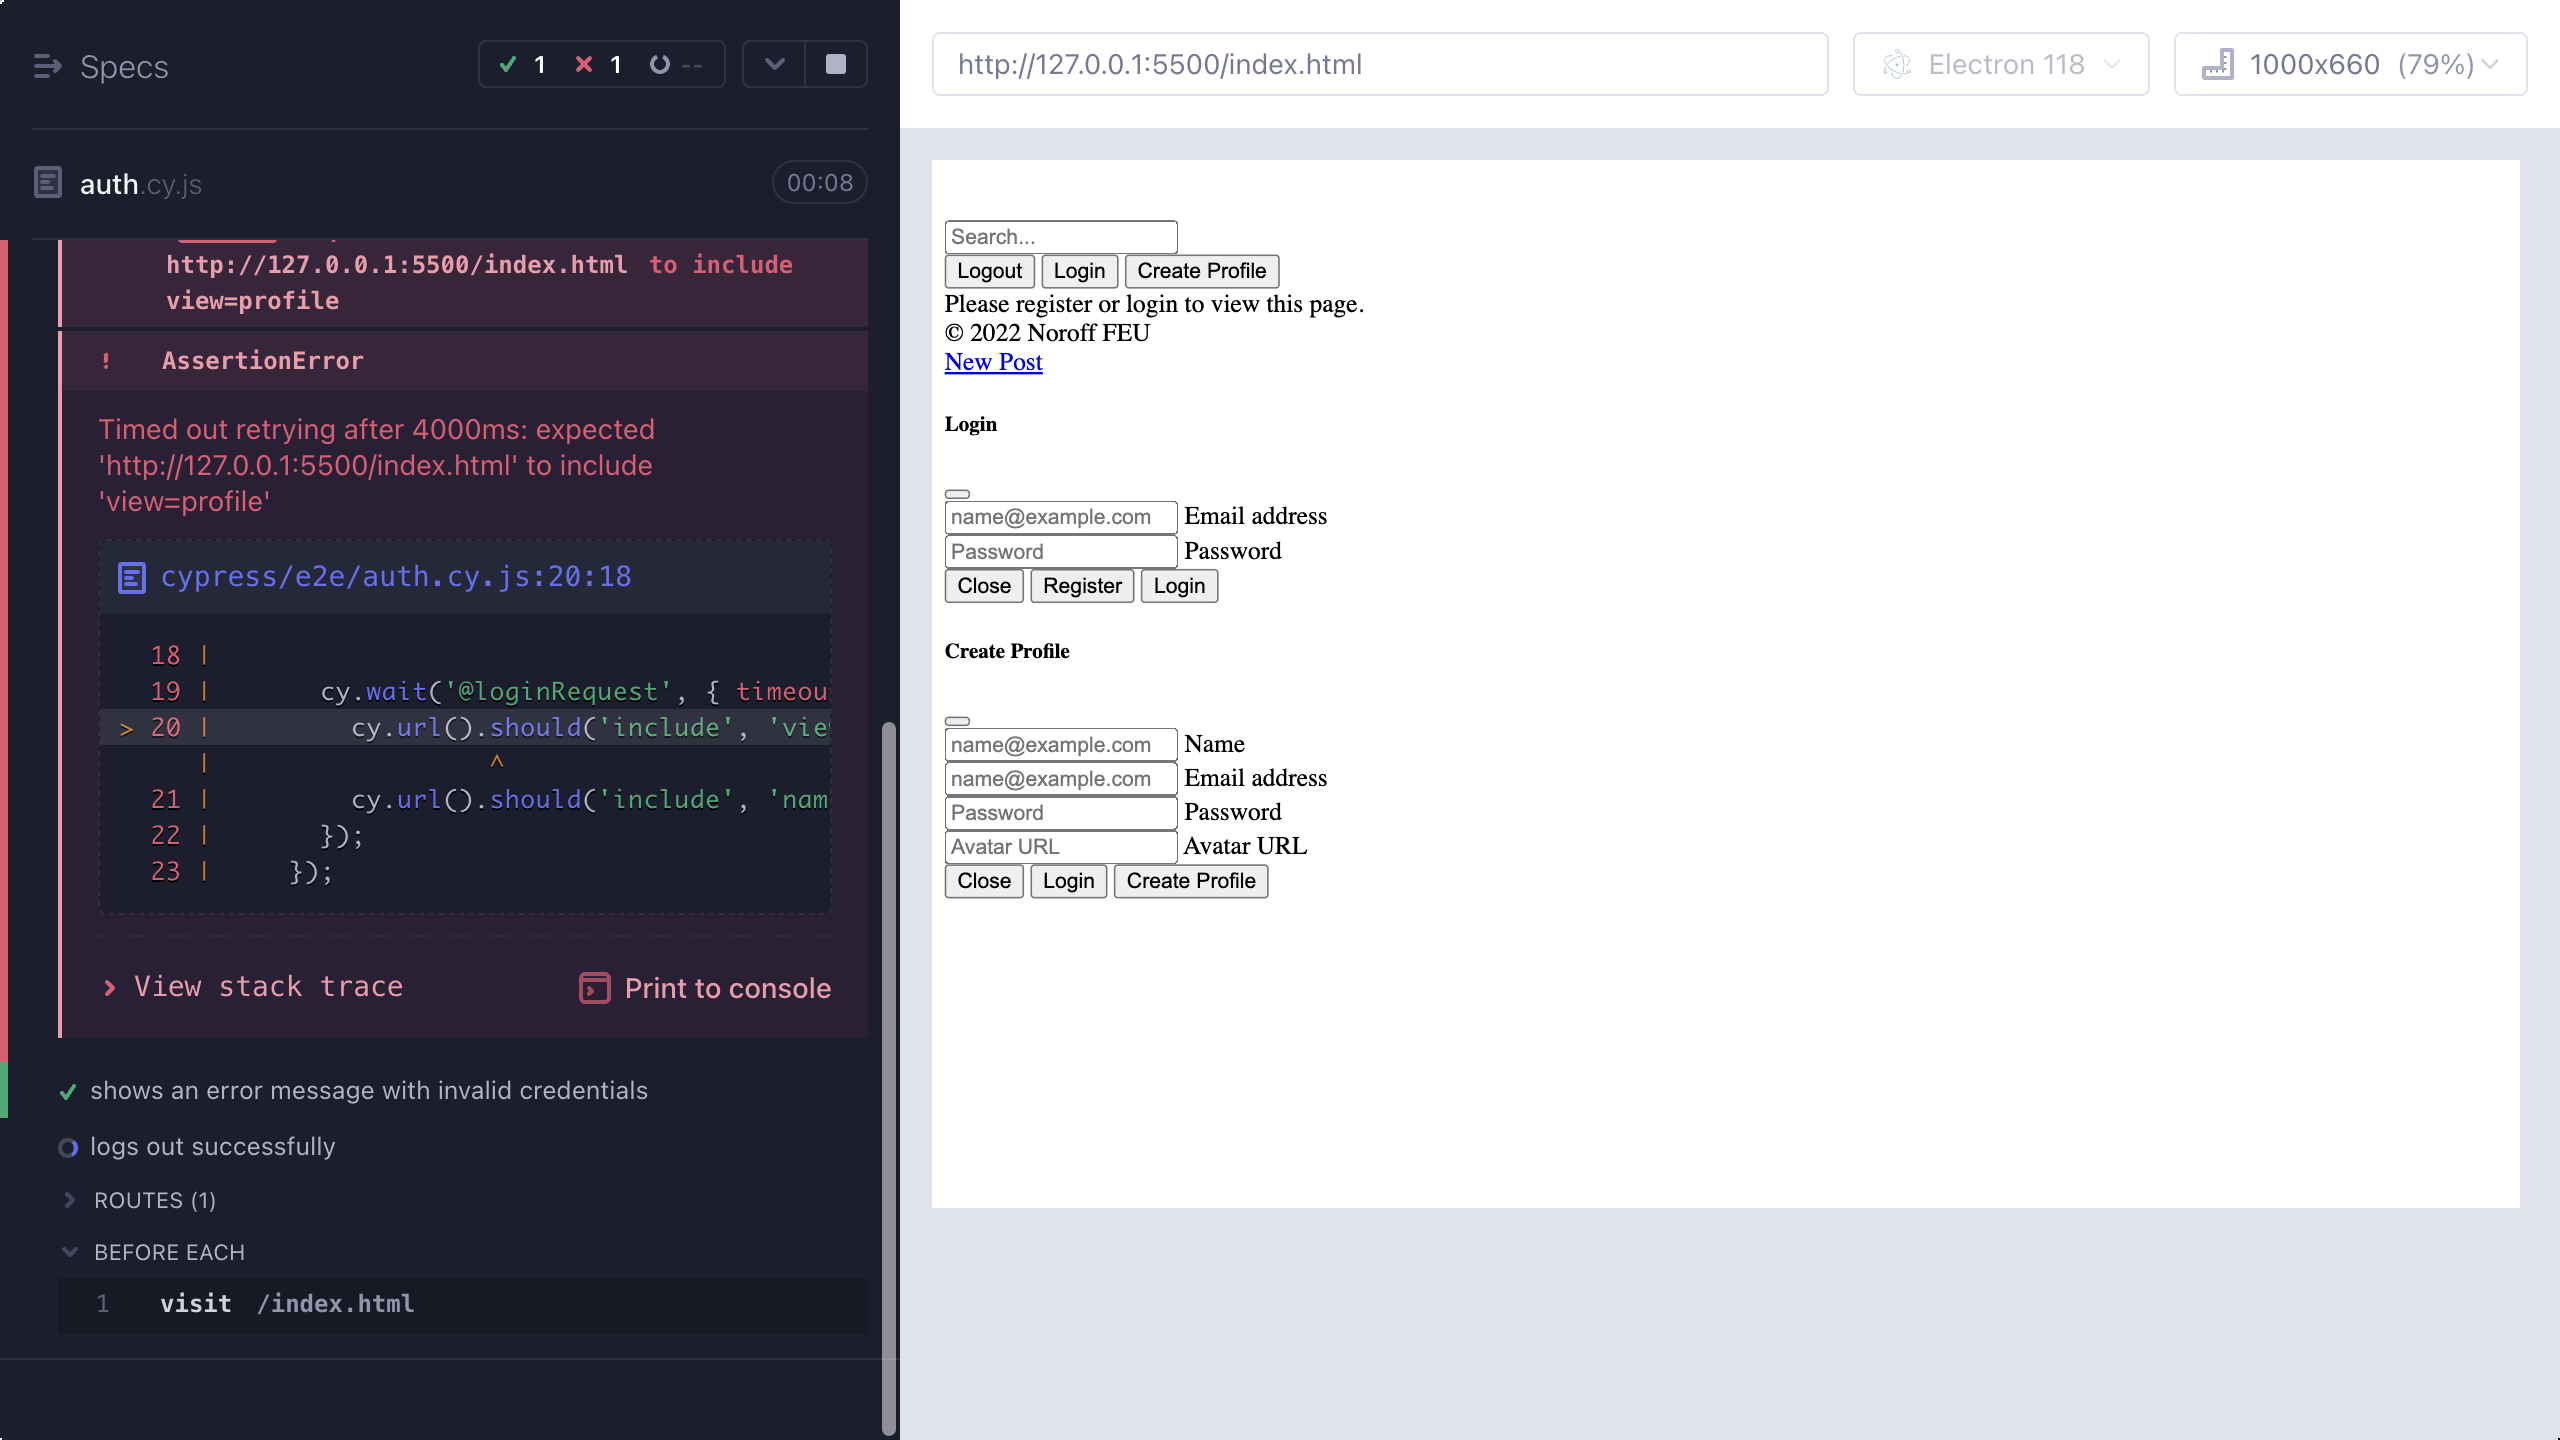 Specs
1 1 --
auth.cy.js
00:08
http://127.0.0.1:5500/index.html to include
view=profile
! AssertionError
Timed out retrying after 4000ms: expected
'http://127.0.0.1:5500/index.html' to include
'view=profile'
cypress/e2e/auth.cy.js:20:18
18 |
19 | cy.wait('@loginRequest', { timeou
> 20 | cy.url().should('include', 'vie
| ^
21 | cy.url().should('include', 'nam
22 | });
23 | });
View stack trace
Print to console
shows an error message with invalid credentials
logs out successfully
ROUTES (1)
BEFORE EACH
1 visit /index.html
http://127.0.0.1:5500/index.html
Electron 118
1000x660 (79%)
Search...
Logout Login Create Profile
Please register or login to view this page.
© 2022 Noroff FEU
New Post
Login
name@example.com Email address
Password Password
Close Register Login
Create Profile
name@example.com Name
name@example.com Email address
Password Password
Avatar URL Avatar URL
Close Login Create Profile